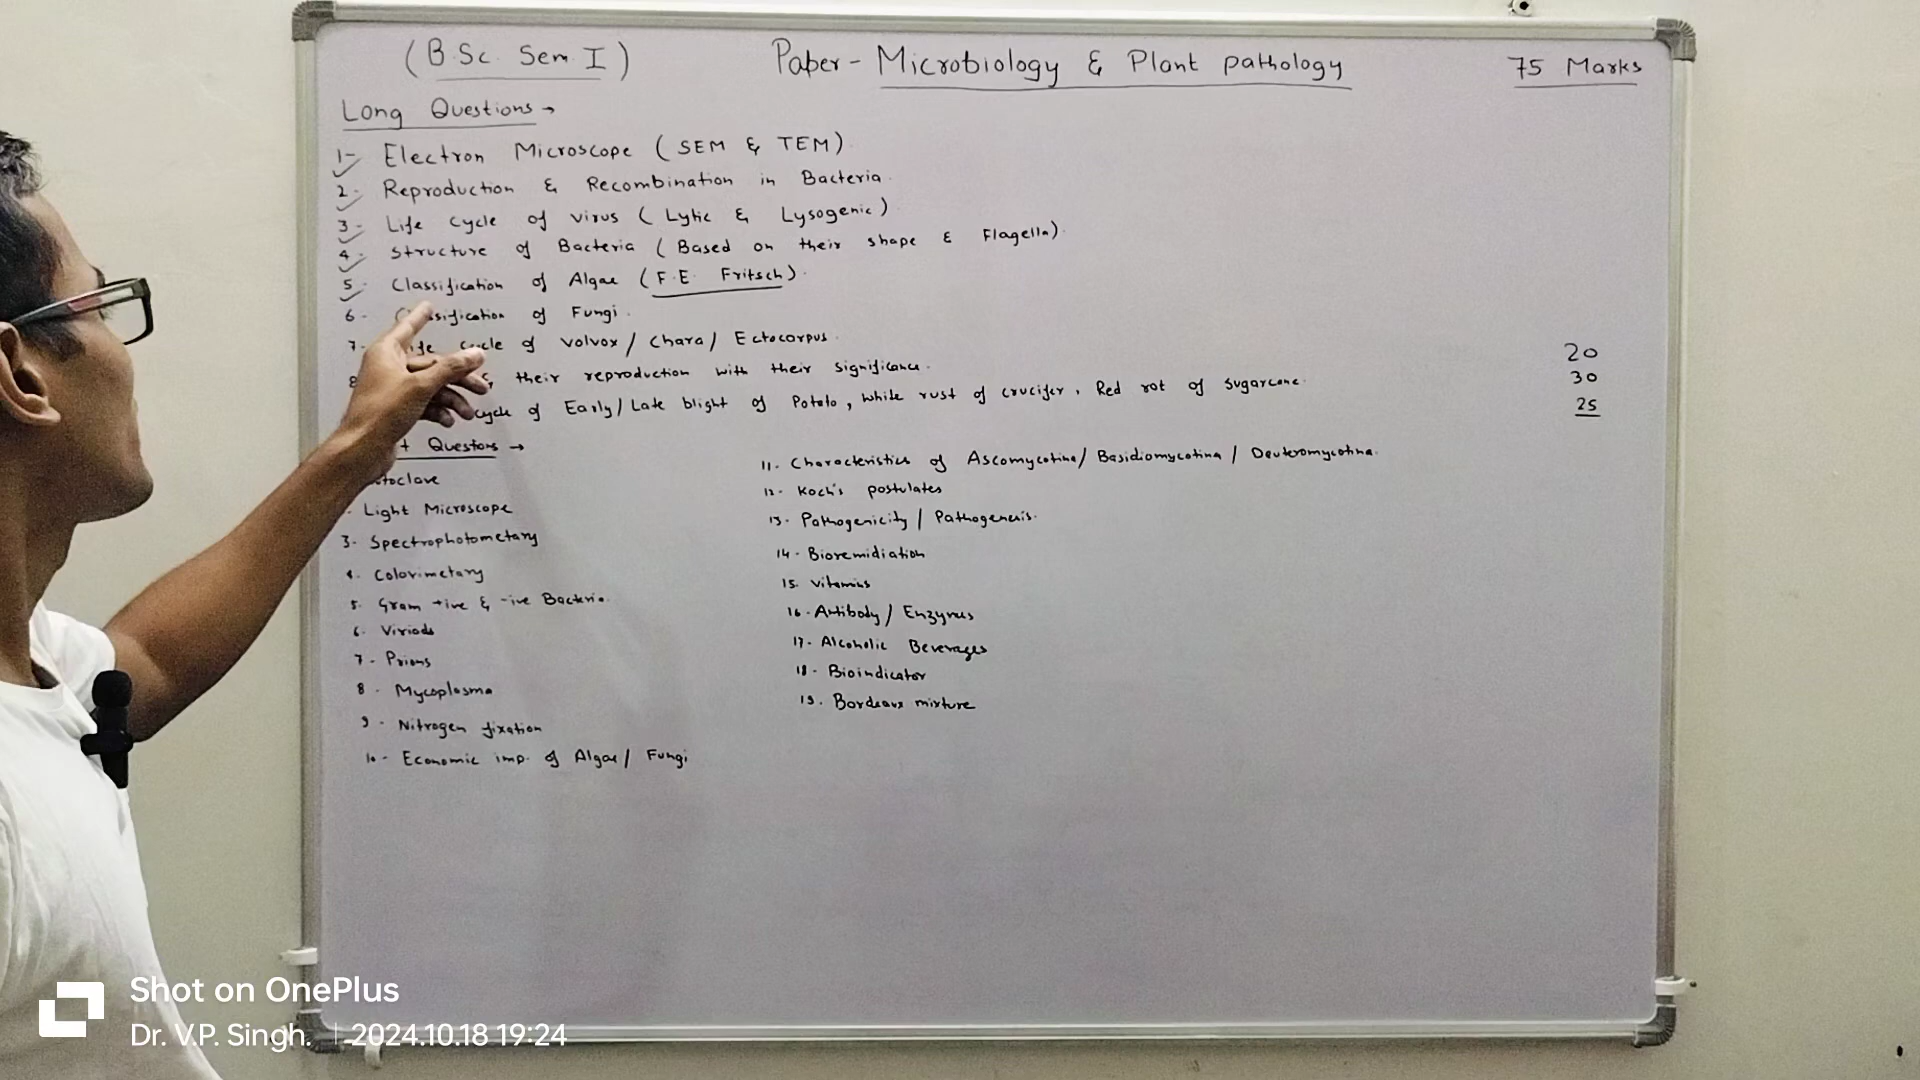 (B.Sc. Sem. I)
Paper - Microbiology & Plant pathology
75 Marks
Long Questions →
1- Electron Microscope (SEM & TEM)
2- Reproduction & Recombination in Bacteria.
3- Life cycle of virus (Lytic & Lysogenic)
4- Structure of Bacteria (Based on their shape & Flagella).
5- Classification of Algae (F.E. Fritsch).
6- Classification of Fungi.
7- Life cycle of Volvox / Chara / Ectocarpus.
8 their reproduction with their significance.
cycle of Early/Late blight of Potato, White rust of crucifer, Red rot of sugarcane.
20
30
25
Questons →
Light Microscope
3- Spectrophotometary
4. Colorimetary
5. Gram +ive & -ive Bacteria.
6. Viriods
7- Prions
8- Mycoplasma
9- Nitrogen fixation
10- Economic imp. of Algae / Fungi
11. Characteristics of Ascomycotina / Basidiomycotina / Deuteromycotina.
12- Koch's postulates
13- Pathogenicity / Pathogenesis.
14- Bioremidiation
15. Vitamins
16- Antibody / Enzymes
17- Alcoholic Beverages
18- Bioindicator
19. Bordeaux mixture
Shot on OnePlus
Dr. V.P. Singh. | 2024.10.18 19:24